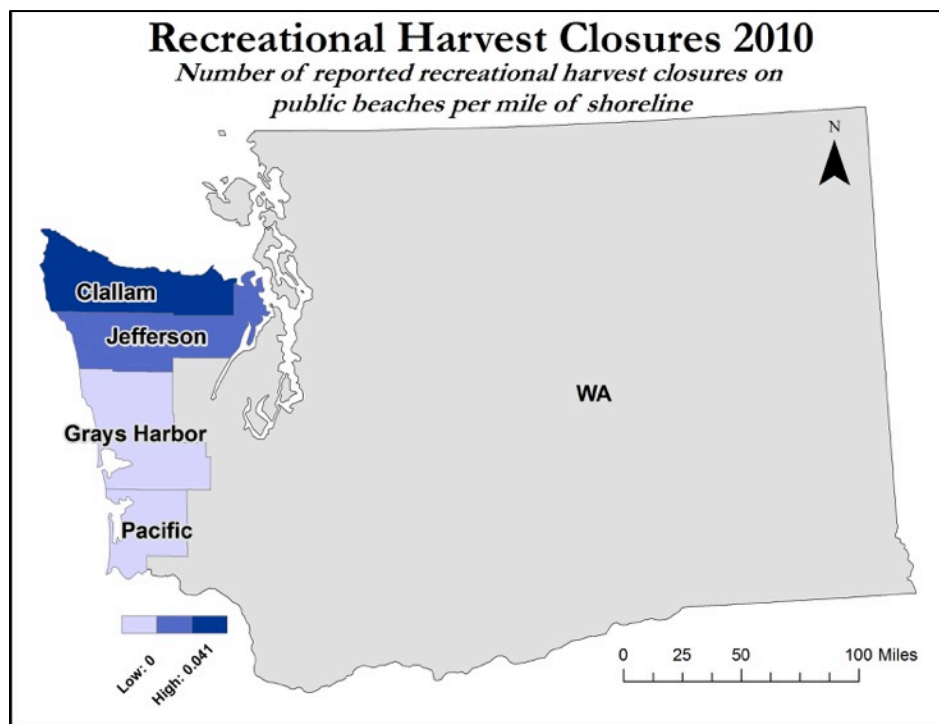 Recreational Harvest Closures 2010
Number of reported recreational harvest closures on
public beaches per mile of shoreline
N
Clallam
Jefferson
WA
Grays Harbor
Pacific
Low: 0
High: 0.041
0 25 50 100 Miles